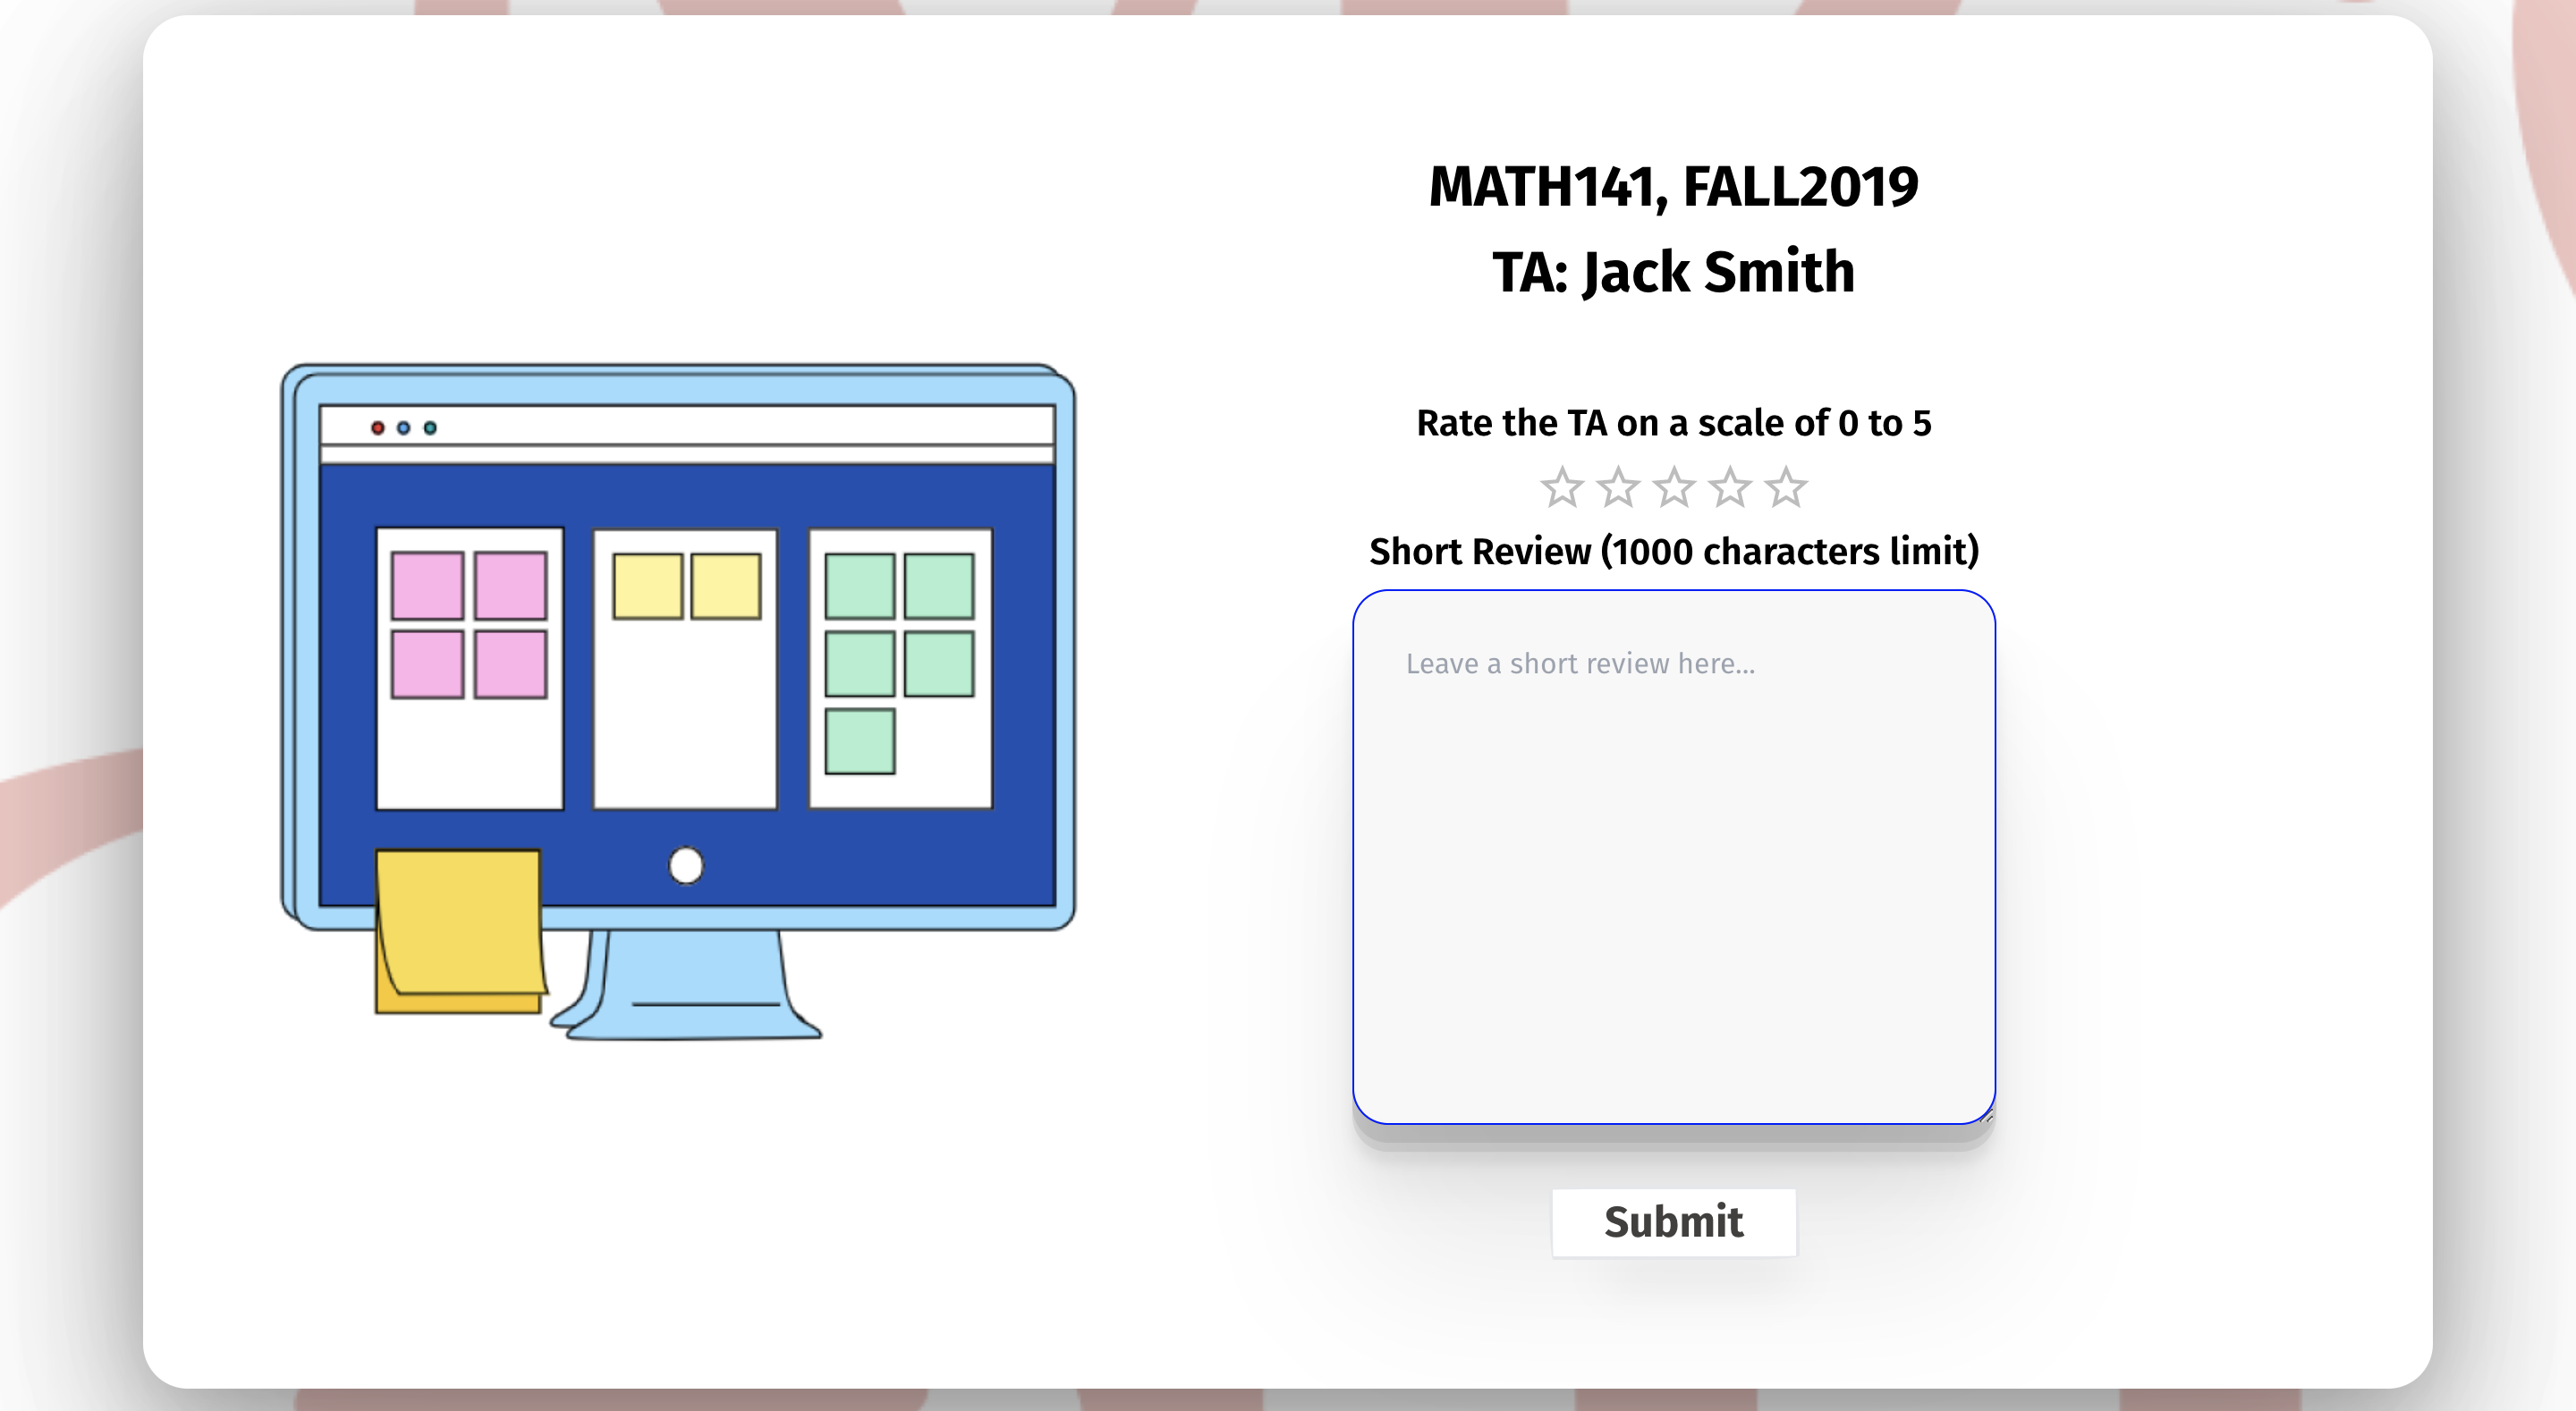 MATH141, FALL2019
TA: Jack Smith
Rate the TA on a scale of 0 to 5
Short Review (1000 characters limit)
Leave a short review here...
Submit